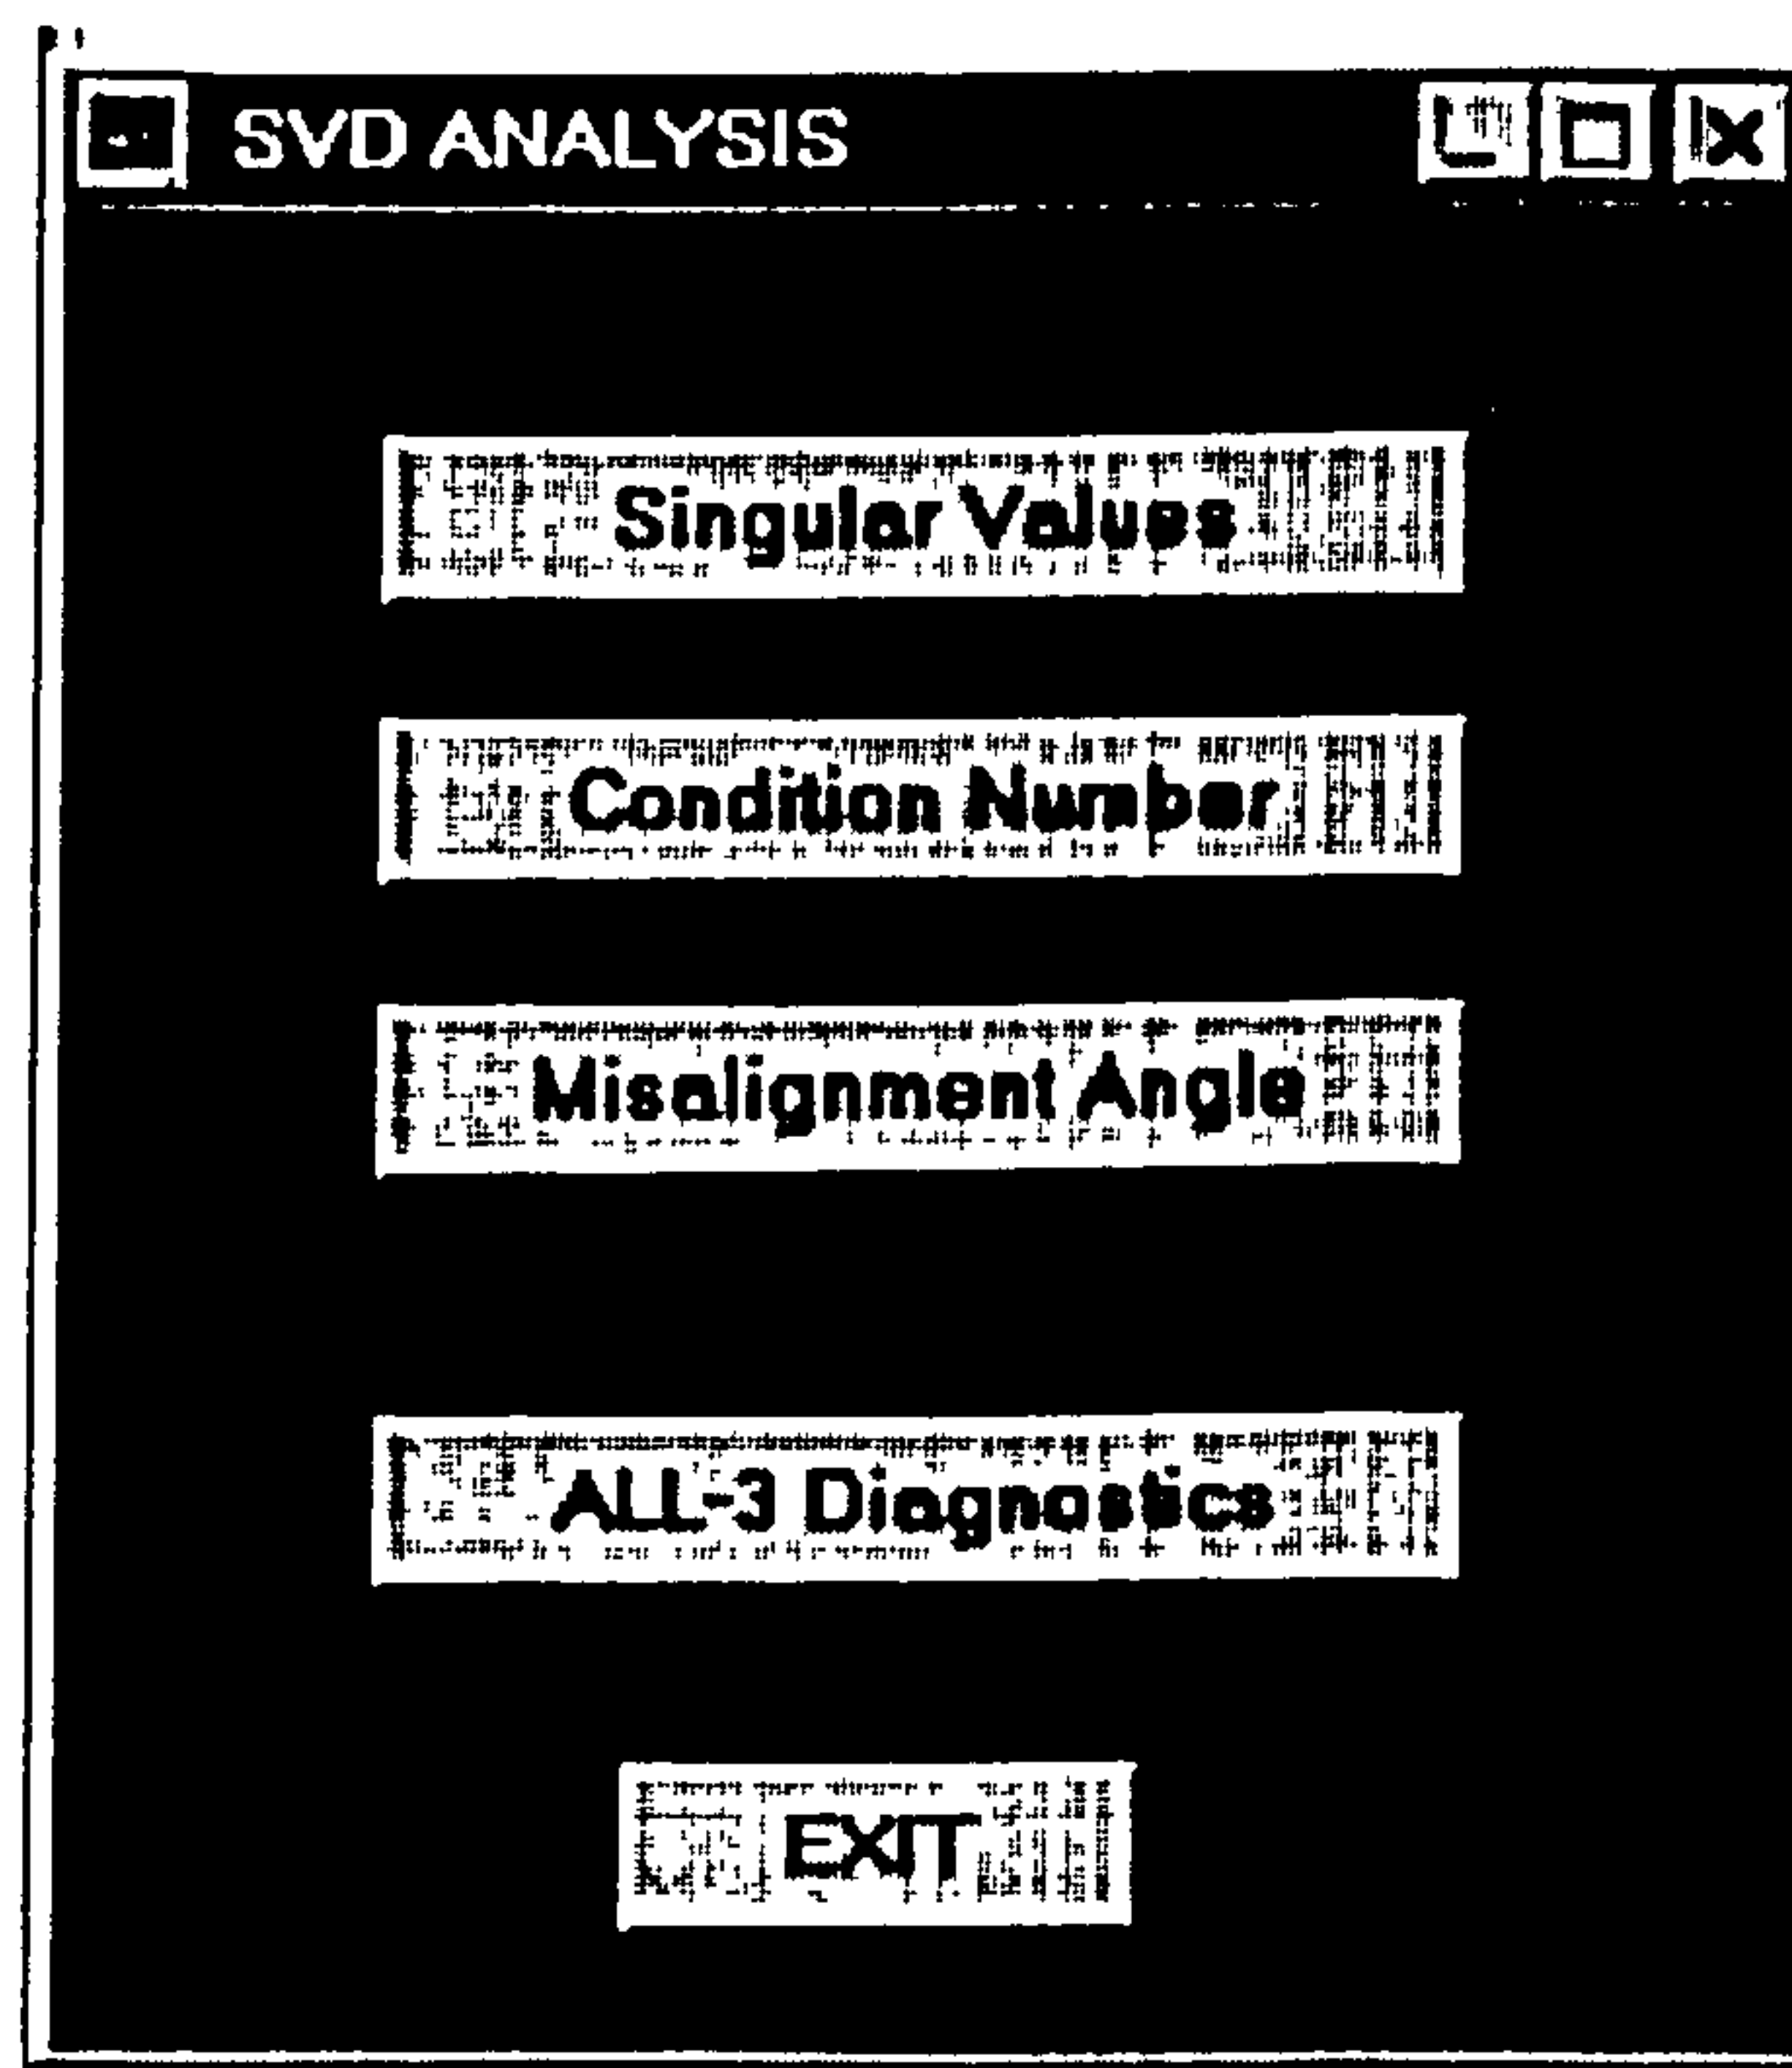 SVD ANALYSIS
Singular Values
Condition Number
Misalignment Angle
ALL-3 Diagnostics
EXIT